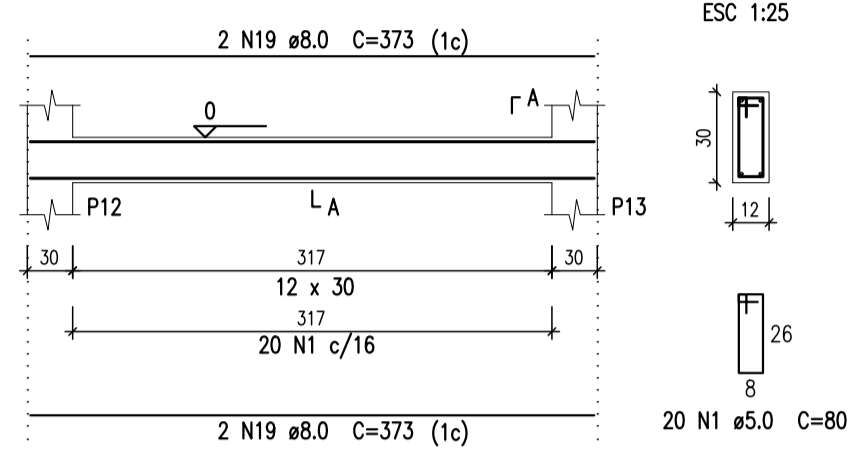 ESC 1:25
2 N19 ø8.0 C=373 (1c)
A
0
30
P12
A
P13
12
30 317 30
12 x 30
317
20 N1 c/16
26
8
2 N19 ø8.0 C=373 (1c)
20 N1 ø5.0 C=80